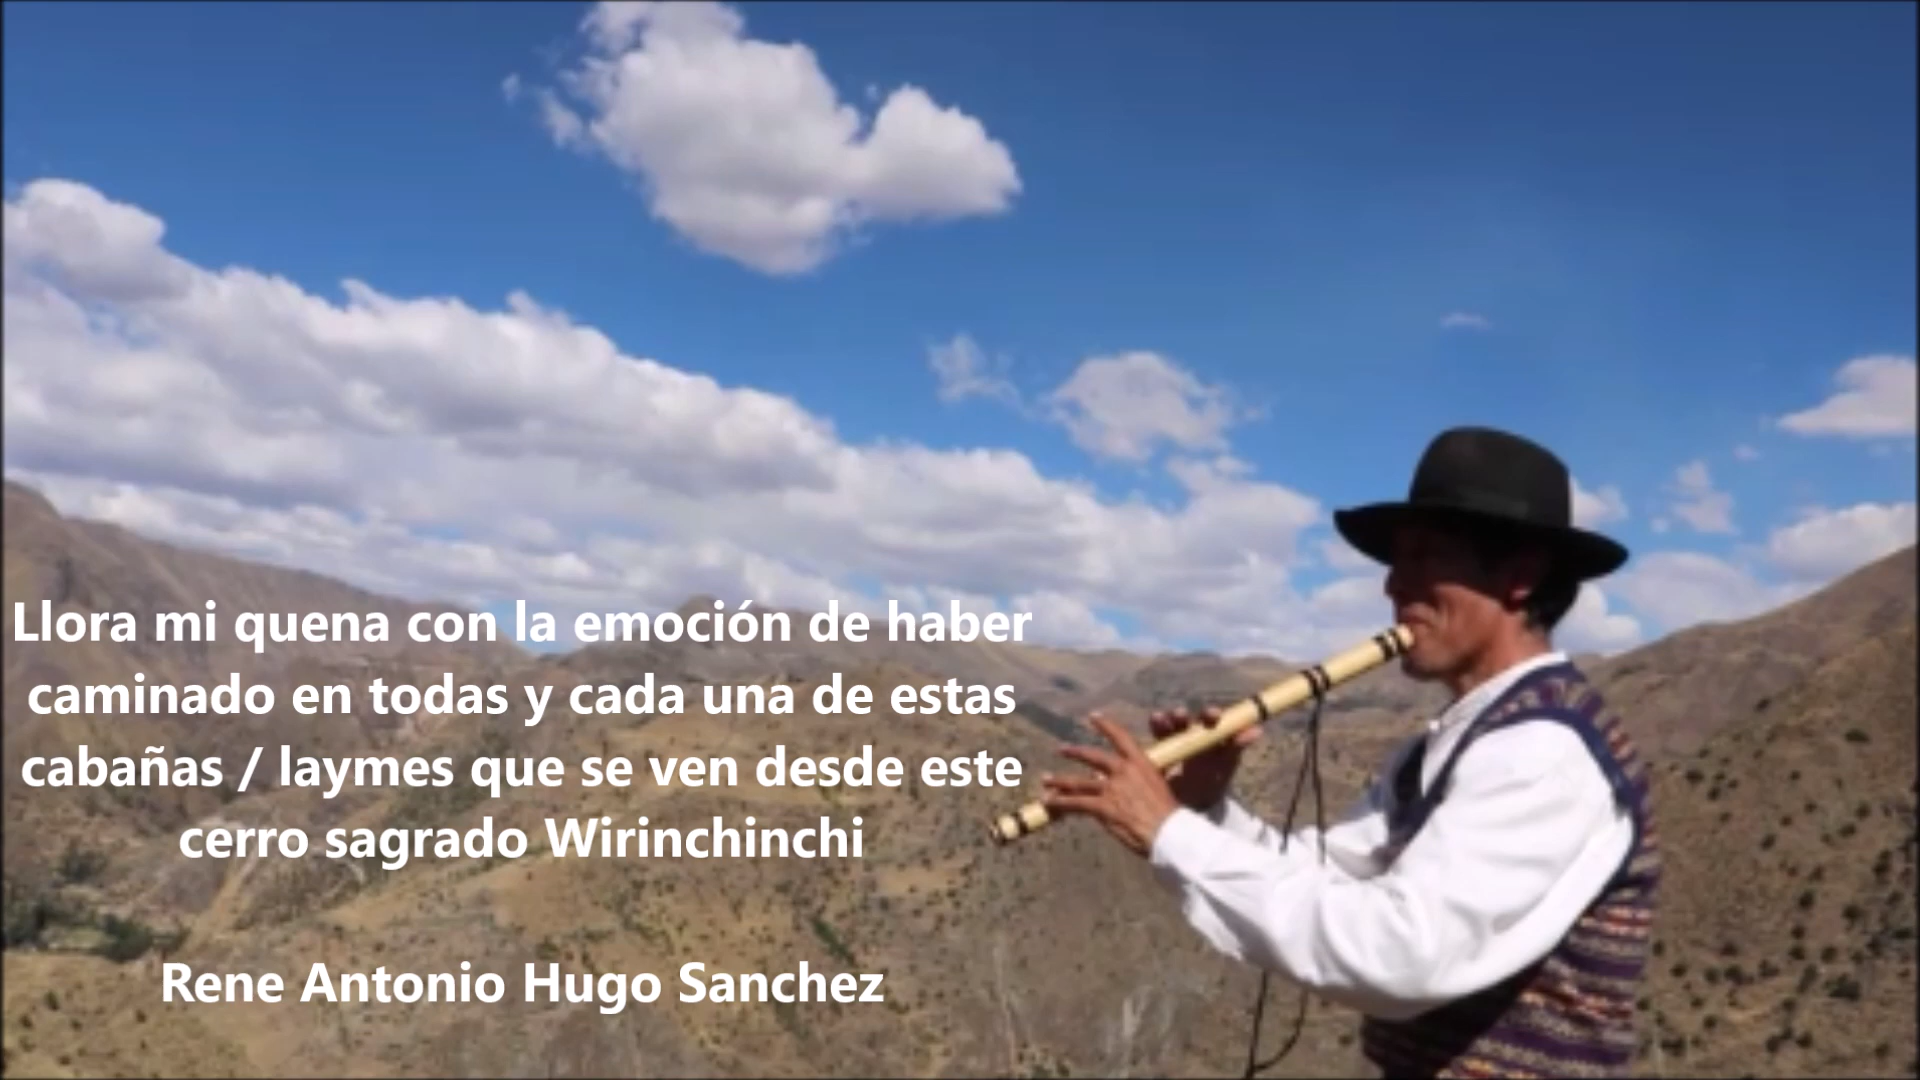 Llora mi quena con la emoción de haber
caminado en todas y cada una de estas
cabañas / laymes que se ven desde este
cerro sagrado Wirinchinchi
Rene Antonio Hugo Sanchez